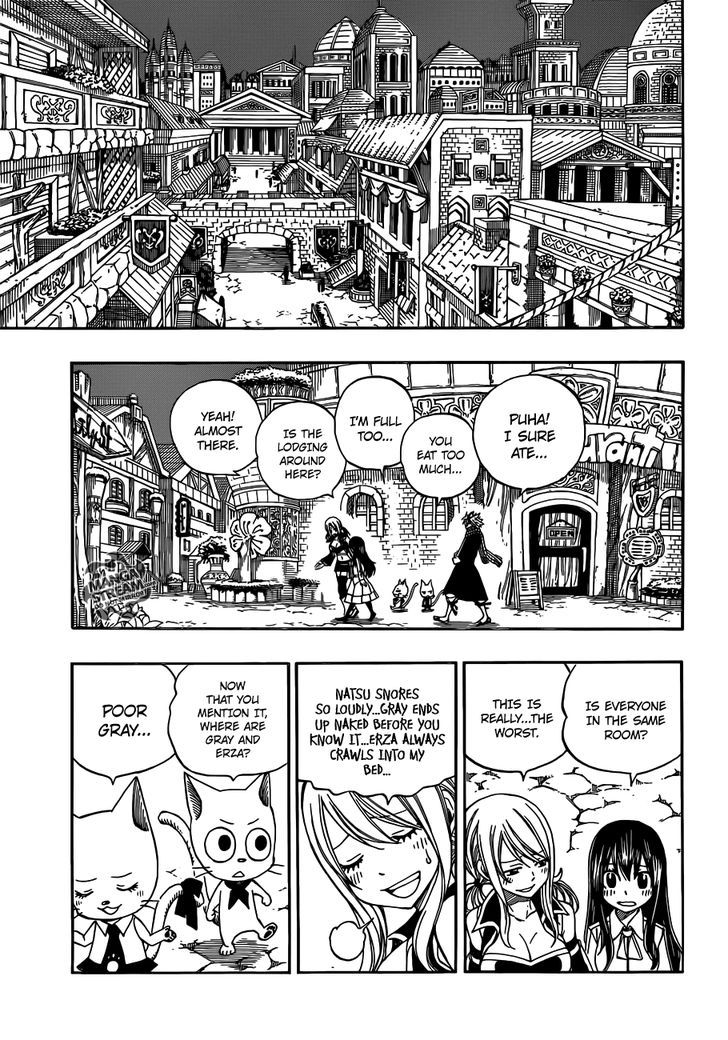 PUHA!
I SURE
ATE...
YOU
EAT TOO
MUCH...
I'M FULL
TOO...
IS THE
LODGING
AROUND
HERE?
YEAH!
ALMOST
THERE.
OPEN
MANGA
STREAM
IS EVERYONE
IN THE SAME
ROOM?
THIS IS
REALLY...THE
WORST.
NATSU SNORES
SO LOUDLY...GRAY ENDS
UP NAKED BEFORE YOU
KNOW IT...ERZA ALWAYS
CRAWLS INTO MY
BED...
NOW
THAT YOU
MENTION IT,
WHERE ARE
GRAY AND
ERZA?
POOR
GRAY...